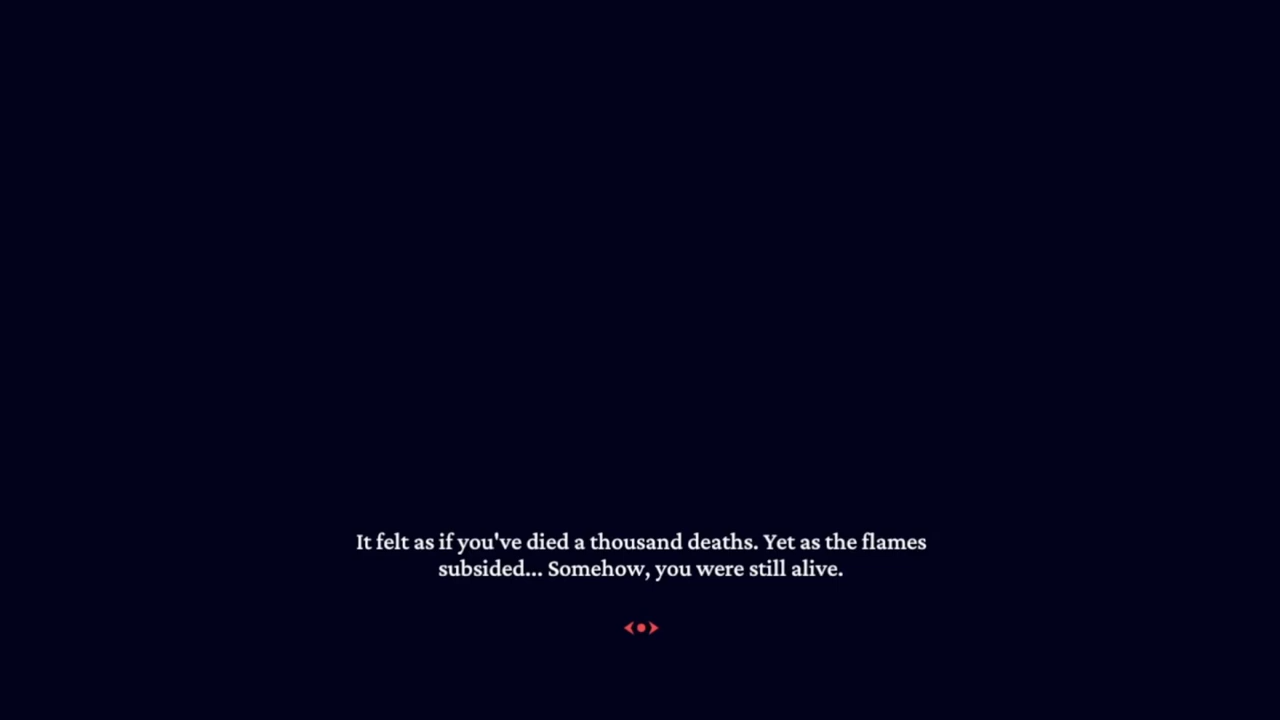 It felt as if you've died a thousand deaths. Yet as the flames
subsided... Somehow, you were still alive.